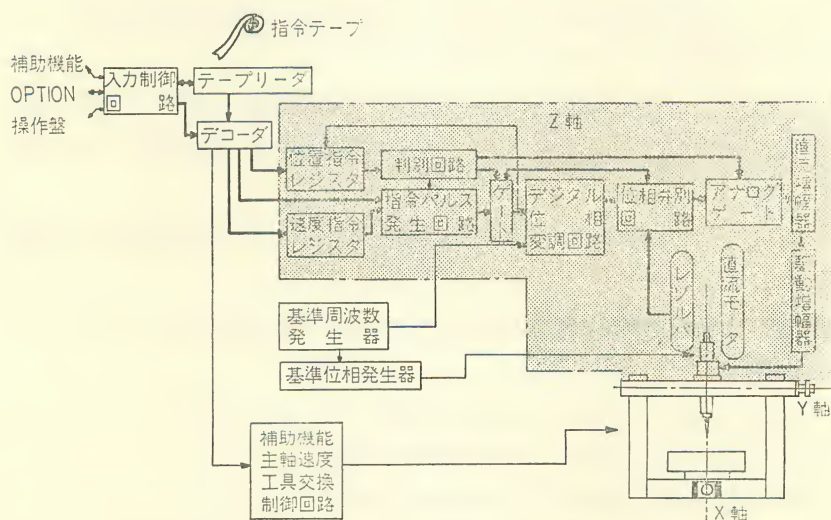 指令テープ
補助機能
OPTION
操作盤
入力制御
回路
テープリーダ
デコーダ
Z軸
位置指令
レジスタ
判別回路
指令パルス
発生回路
速度指令
レジスタ
ゲート
デジタル
位相
変調回路
位相弁別
回路
アナログ
ゲート
直流増幅器
駆動増幅器
レゾルバ
直流モータ
基準周波数
発生器
基準位相発生器
補助機能
主軸速度
工具交換
制御回路
Y軸
X軸